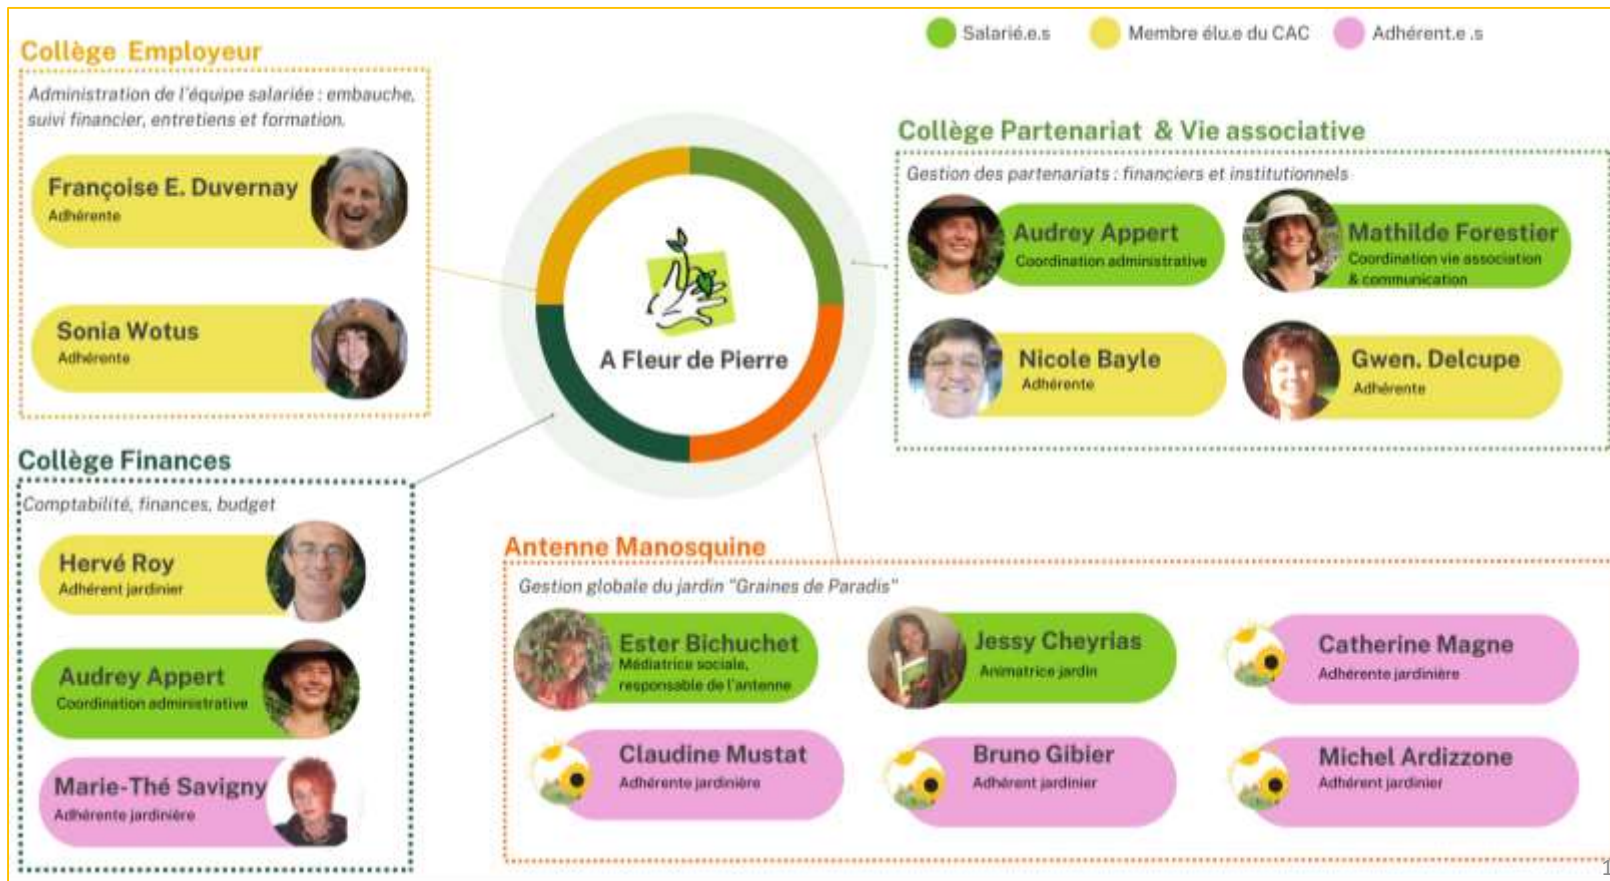 Salarié.e.s
Membre élu.e du CAC
Adhérent.e .s
Collège Employeur
Administration de l'équipe salariée : embauche,
suivi financier, entretiens et formation.
Françoise E. Duvernay
Adhérente
Sonia Wotus
Adhérente
Collège Partenariat & Vie associative
Gestion des partenariats : financiers et institutionnels
Audrey Appert
Coordination administrative
Mathilde Forestier
Coordination vie association
& communication
Nicole Bayle
Adhérente
Gwen. Delcupe
Adhérente
A Fleur de Pierre
Collège Finances
Comptabilité, finances, budget
Hervé Roy
Adhérent jardinier
Audrey Appert
Coordination administrative
Marie-Thé Savigny
Adhérente jardinière
Antenne Manosquine
Gestion globale du jardin "Graines de Paradis"
Ester Bichuchet
Médiatrice sociale,
responsable de l'antenne
Jessy Cheyrias
Animatrice jardin
Catherine Magne
Adhérente jardinière
Claudine Mustat
Adhérente jardinière
Bruno Gibier
Adhérent jardinier
Michel Ardizzone
Adhérent jardinier
1